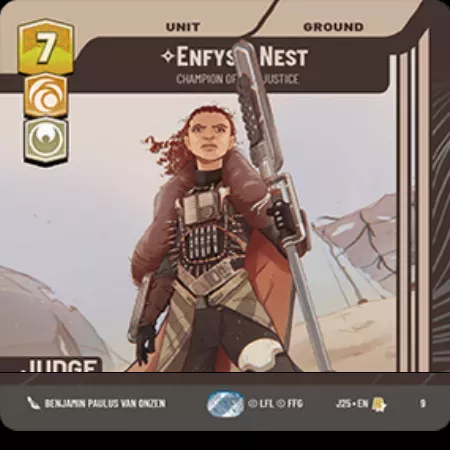 7
UNIT
GROUND
ENFYS NEST
CHAMPION OF JUSTICE
JUDGE
BENJAMIN PAULUS VAN ONZEN
© LFL © FFG
J25 • EN
9